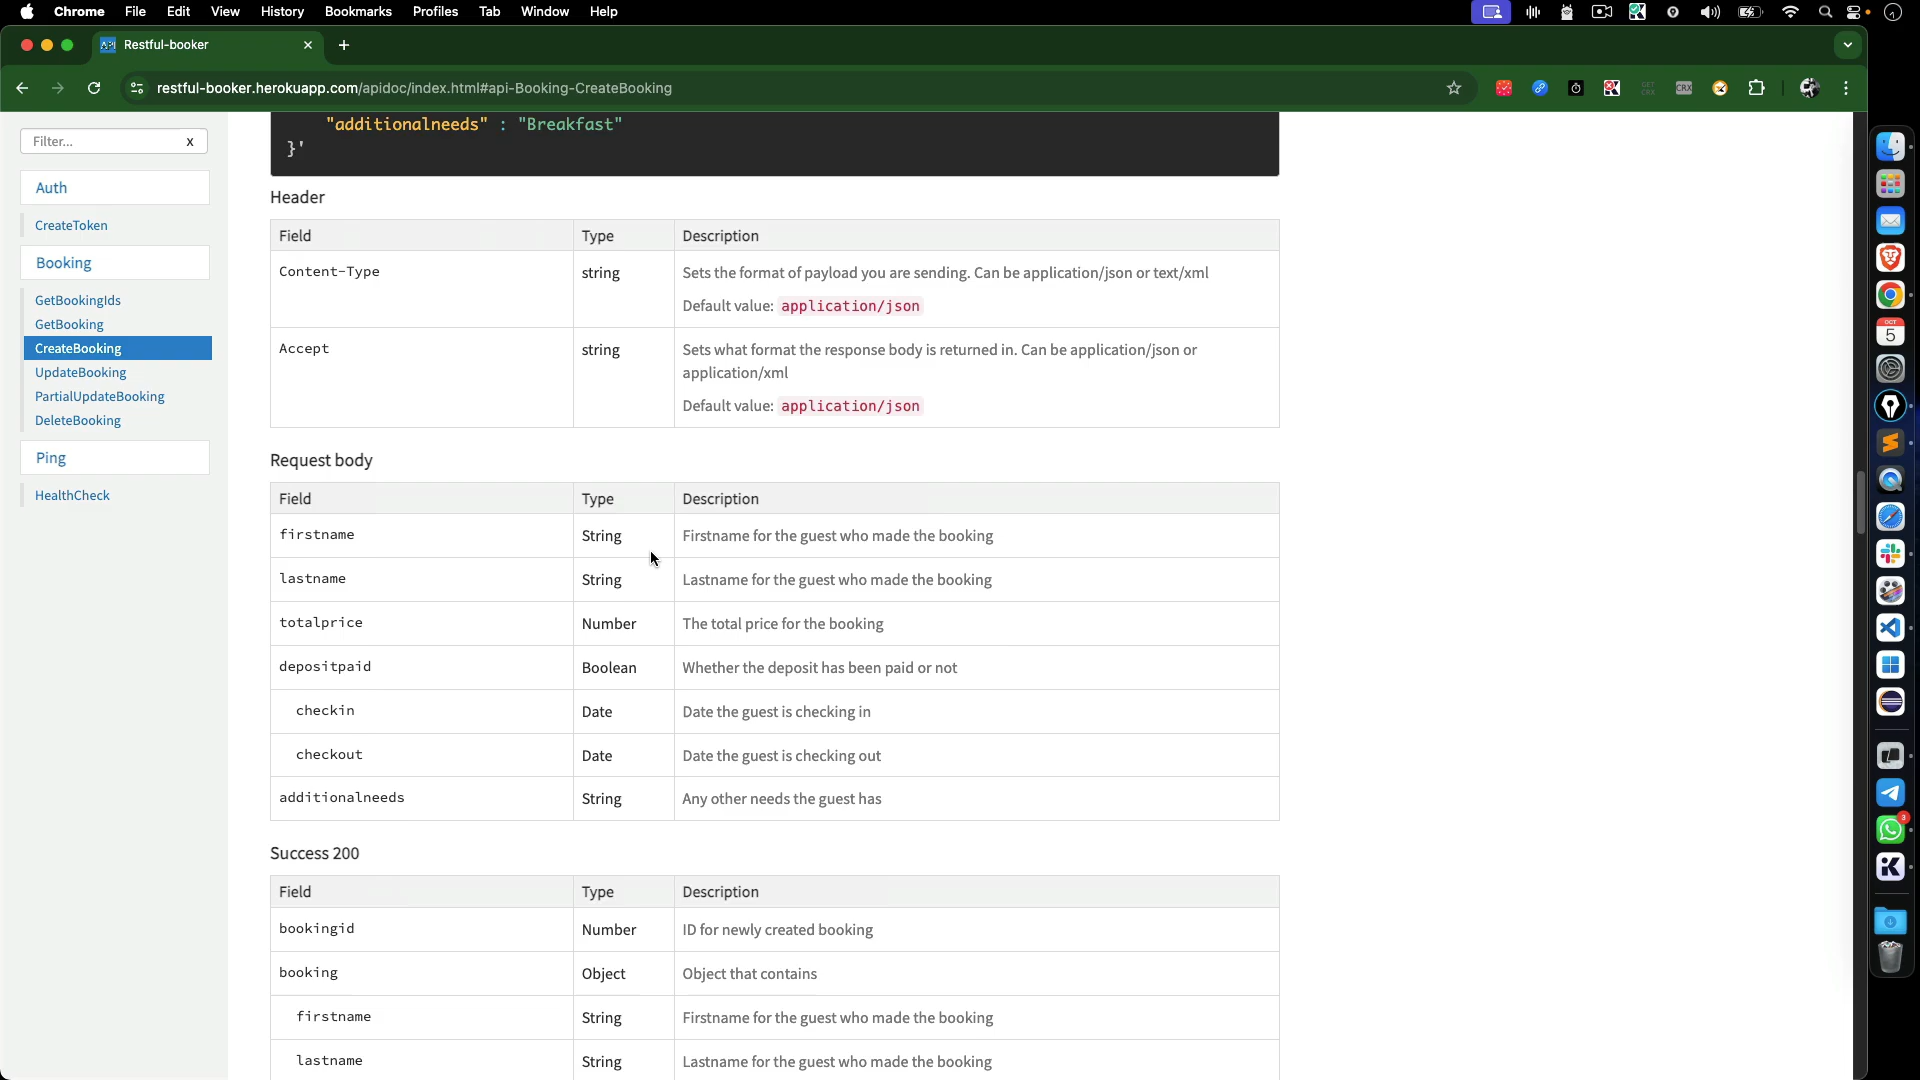 Chrome File Edit View History Bookmarks Profiles Tab Window Help
Restful-booker
restful-booker.herokuapp.com/apidoc/index.html#api-Booking-CreateBooking
Filter... x
Auth
CreateToken
Booking
GetBookingIds
GetBooking
CreateBooking
UpdateBooking
PartialUpdateBooking
DeleteBooking
Ping
HealthCheck
"additionalneeds" : "Breakfast"
}'
Header
Field Type Description
Content-Type string Sets the format of payload you are sending. Can be application/json or text/xml
Default value: application/json
Accept string Sets what format the response body is returned in. Can be application/json or
application/xml
Default value: application/json
Request body
Field Type Description
firstname String Firstname for the guest who made the booking
lastname String Lastname for the guest who made the booking
totalprice Number The total price for the booking
depositpaid Boolean Whether the deposit has been paid or not
checkin Date Date the guest is checking in
checkout Date Date the guest is checking out
additionalneeds String Any other needs the guest has
Success 200
Field Type Description
bookingid Number ID for newly created booking
booking Object Object that contains
firstname String Firstname for the guest who made the booking
lastname String Lastname for the guest who made the booking
CRX
OCT
5
3